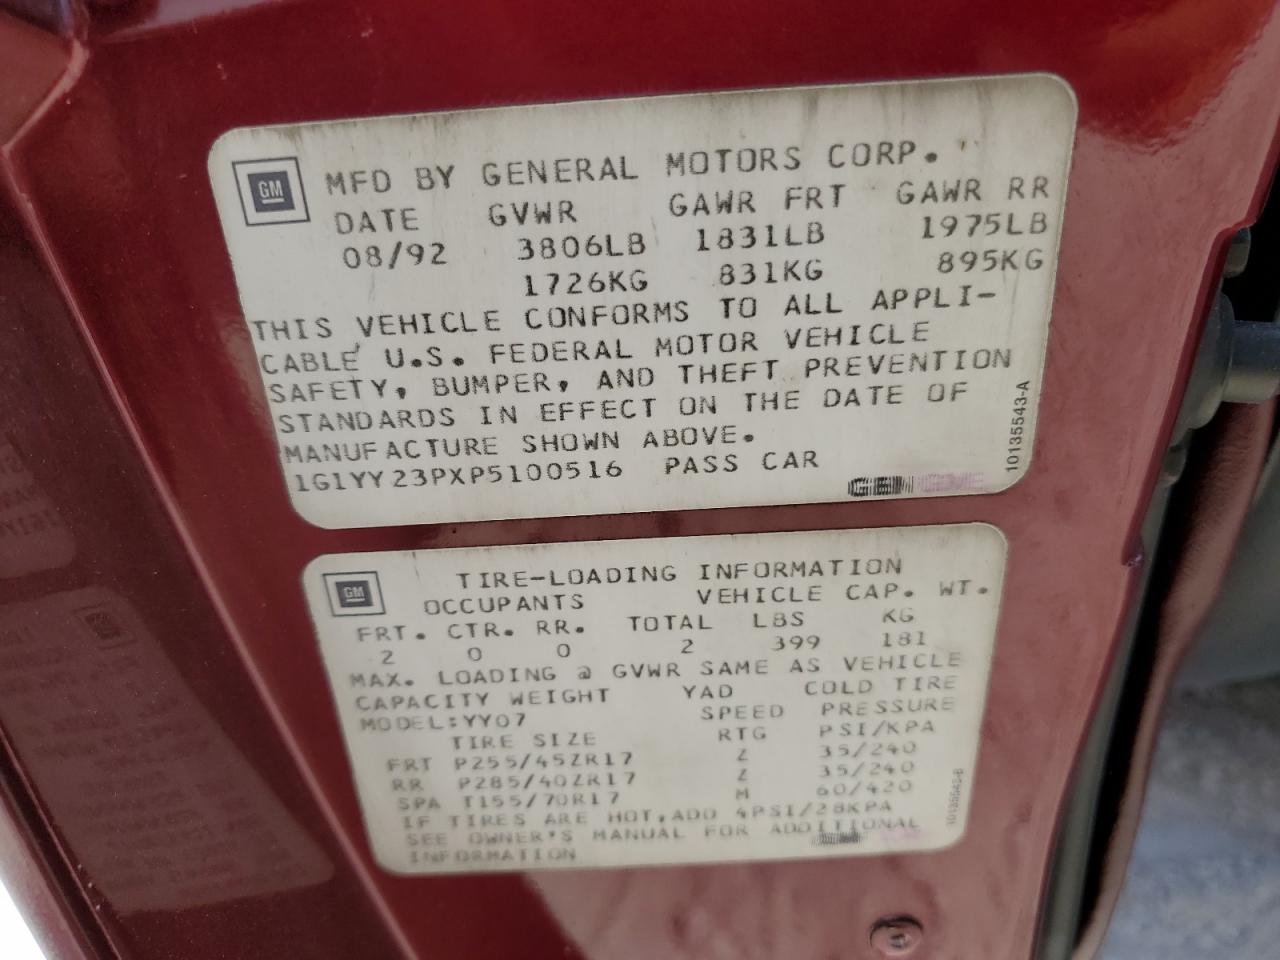 GM MFD BY GENERAL MOTORS CORP.
DATE GVWR GAWR FRT GAWR RR
08/92 3806LB 1831LB 1975LB
1726KG 831KG 895KG
THIS VEHICLE CONFORMS TO ALL APPLI-
CABLE U.S. FEDERAL MOTOR VEHICLE
SAFETY, BUMPER, AND THEFT PREVENTION
STANDARDS IN EFFECT ON THE DATE OF
MANUFACTURE SHOWN ABOVE.
1G1YY23PXP5100516 PASS CAR
10135543-A
GM TIRE-LOADING INFORMATION
OCCUPANTS VEHICLE CAP. WT.
FRT. CTR. RR. TOTAL LBS KG
2 0 0 2 399 181
MAX. LOADING @ GVWR SAME AS VEHICLE
CAPACITY WEIGHT YAD COLD TIRE
MODEL:YY07 SPEED PRESSURE
TIRE SIZE RTG PSI/KPA
FRT P255/45ZR17 Z 35/240
RR P285/40ZR17 Z 35/240
SPA T155/70R17 M 60/420
IF TIRES ARE HOT,ADD 4PSI/28KPA
SEE OWNER'S MANUAL FOR ADDITIONAL
INFORMATION